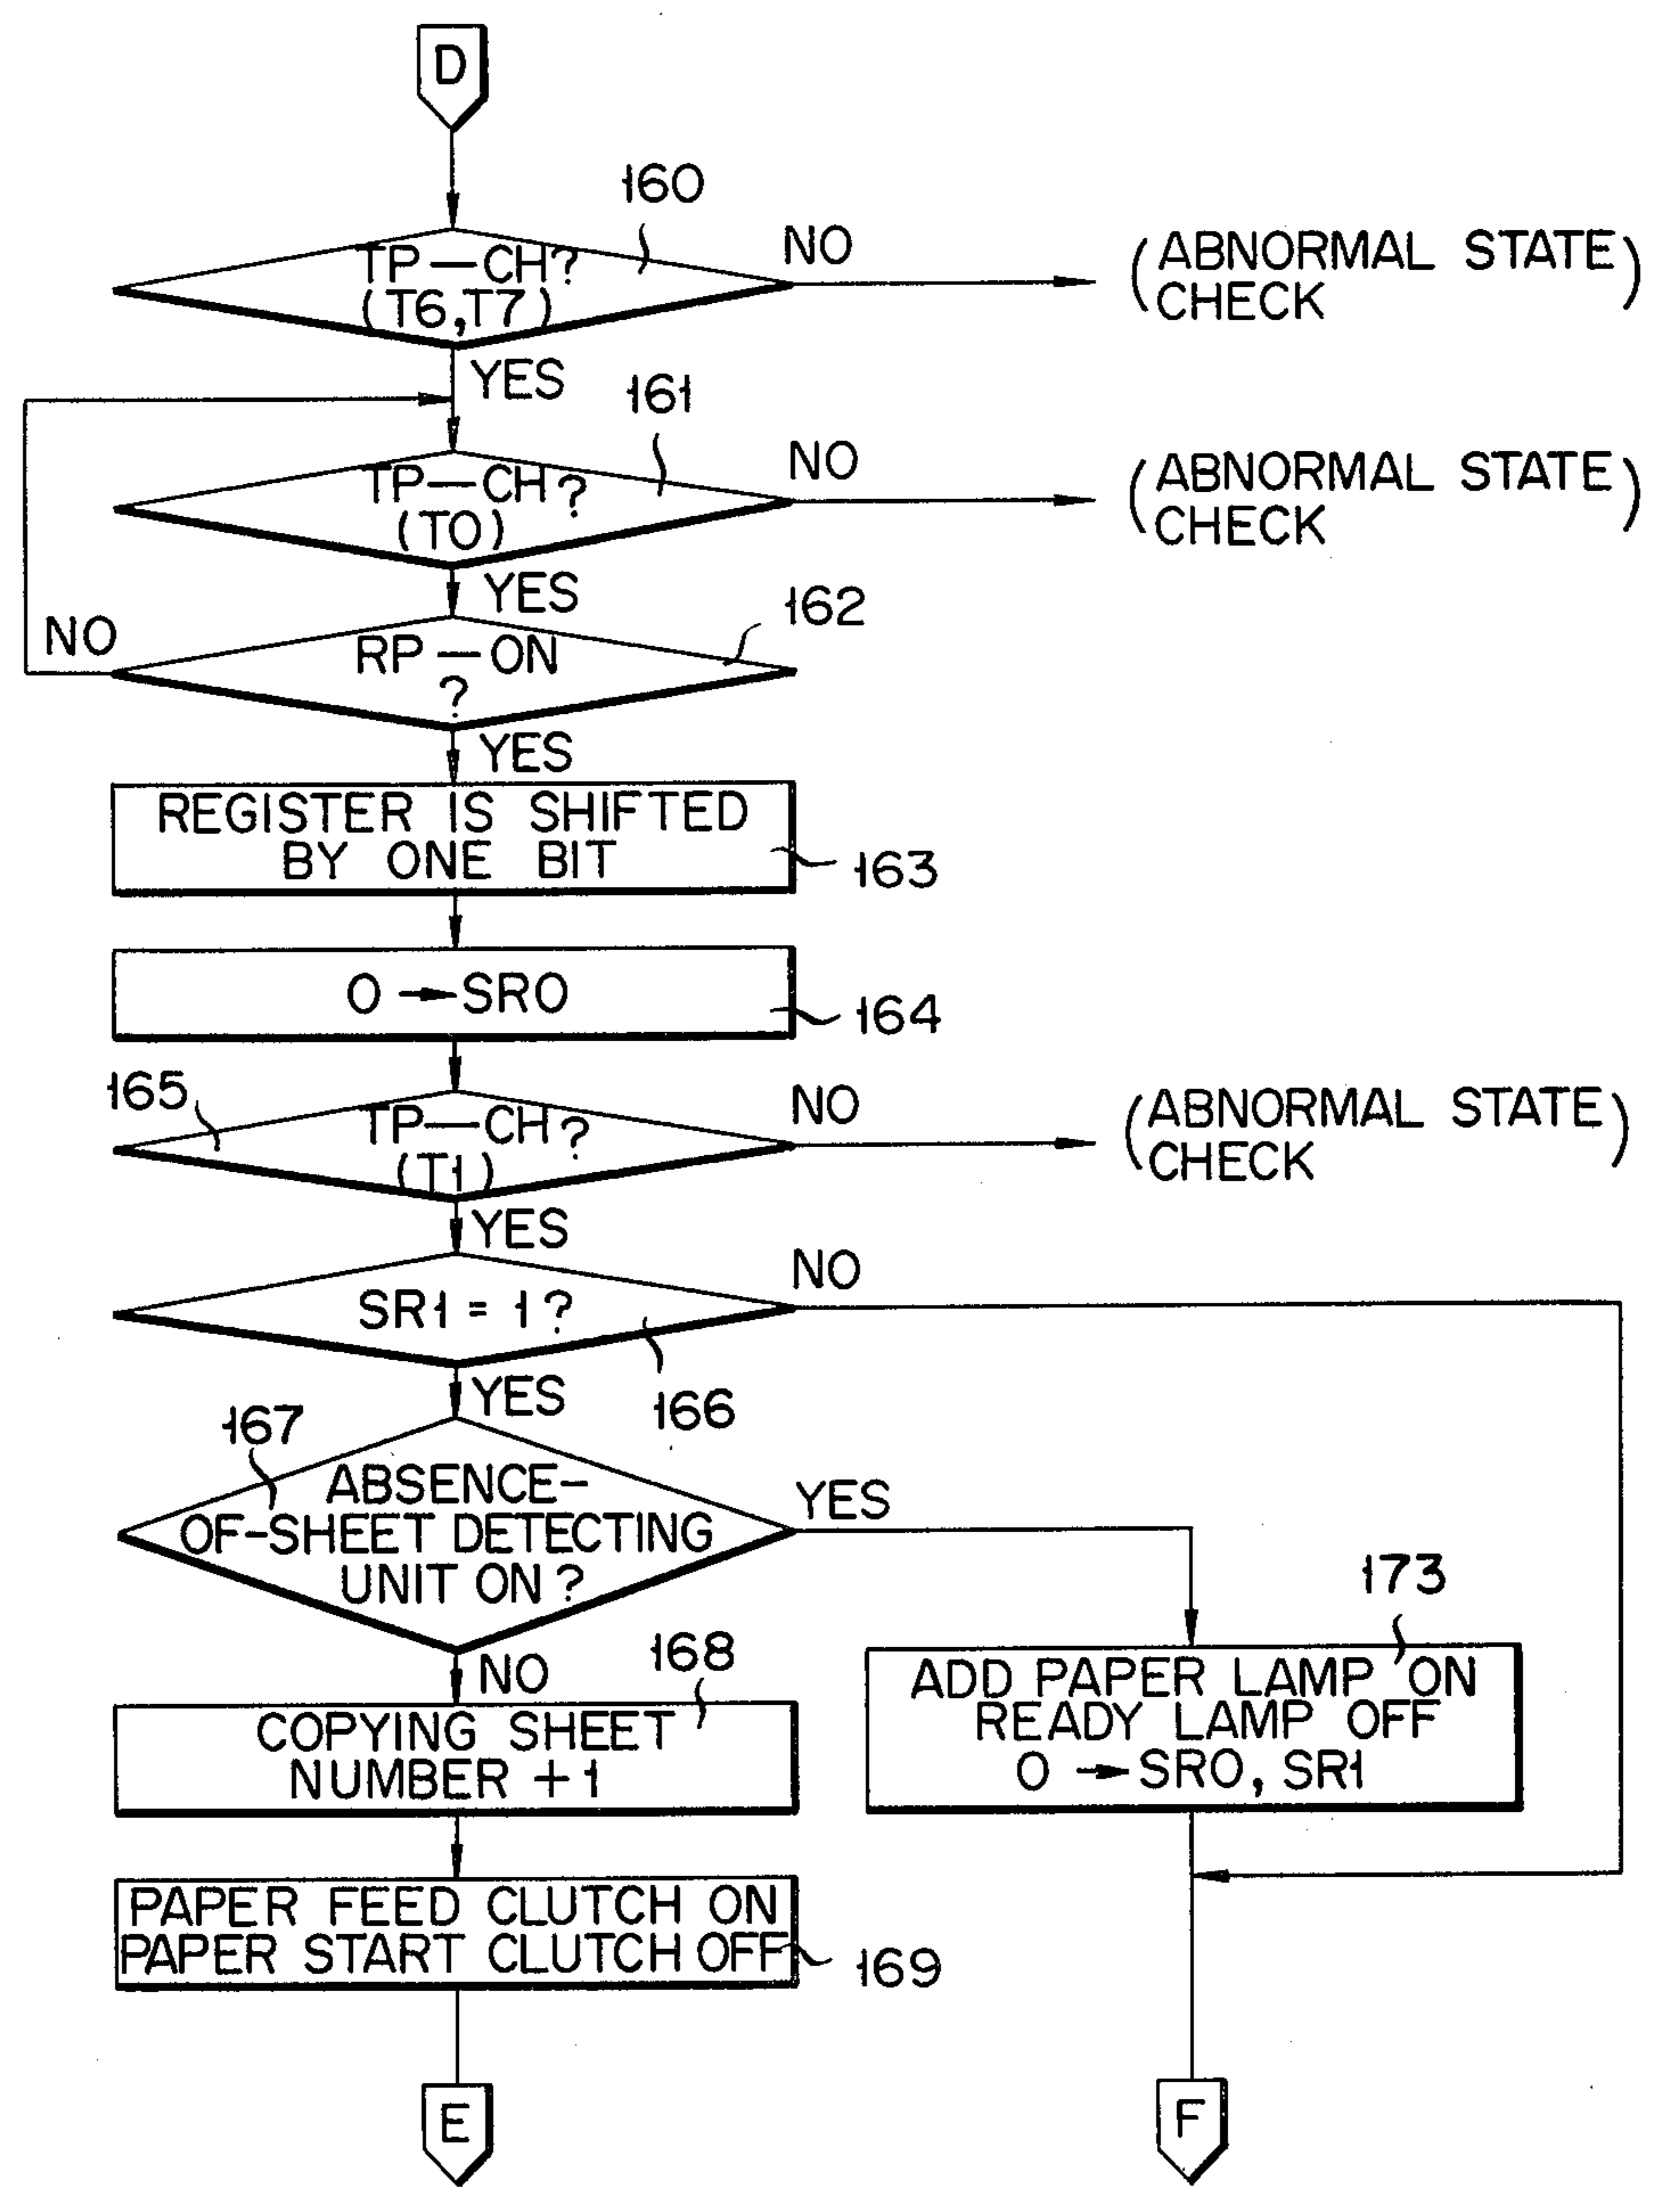 D
160
TP—CH?
(T6,T7)
NO
(ABNORMAL STATE
CHECK)
YES
161
TP—CH?
(T0)
NO
(ABNORMAL STATE
CHECK)
YES
162
NO
RP—ON
?
YES
REGISTER IS SHIFTED
BY ONE BIT
163
0→SR0
164
165
TP—CH?
(T1)
NO
(ABNORMAL STATE
CHECK)
YES
SR1=1?
NO
166
YES
167
ABSENCE-
OF-SHEET DETECTING
UNIT ON?
YES
NO
168
COPYING SHEET
NUMBER +1
173
ADD PAPER LAMP ON
READY LAMP OFF
0→SR0, SR1
PAPER FEED CLUTCH ON
PAPER START CLUTCH OFF
169
E
F